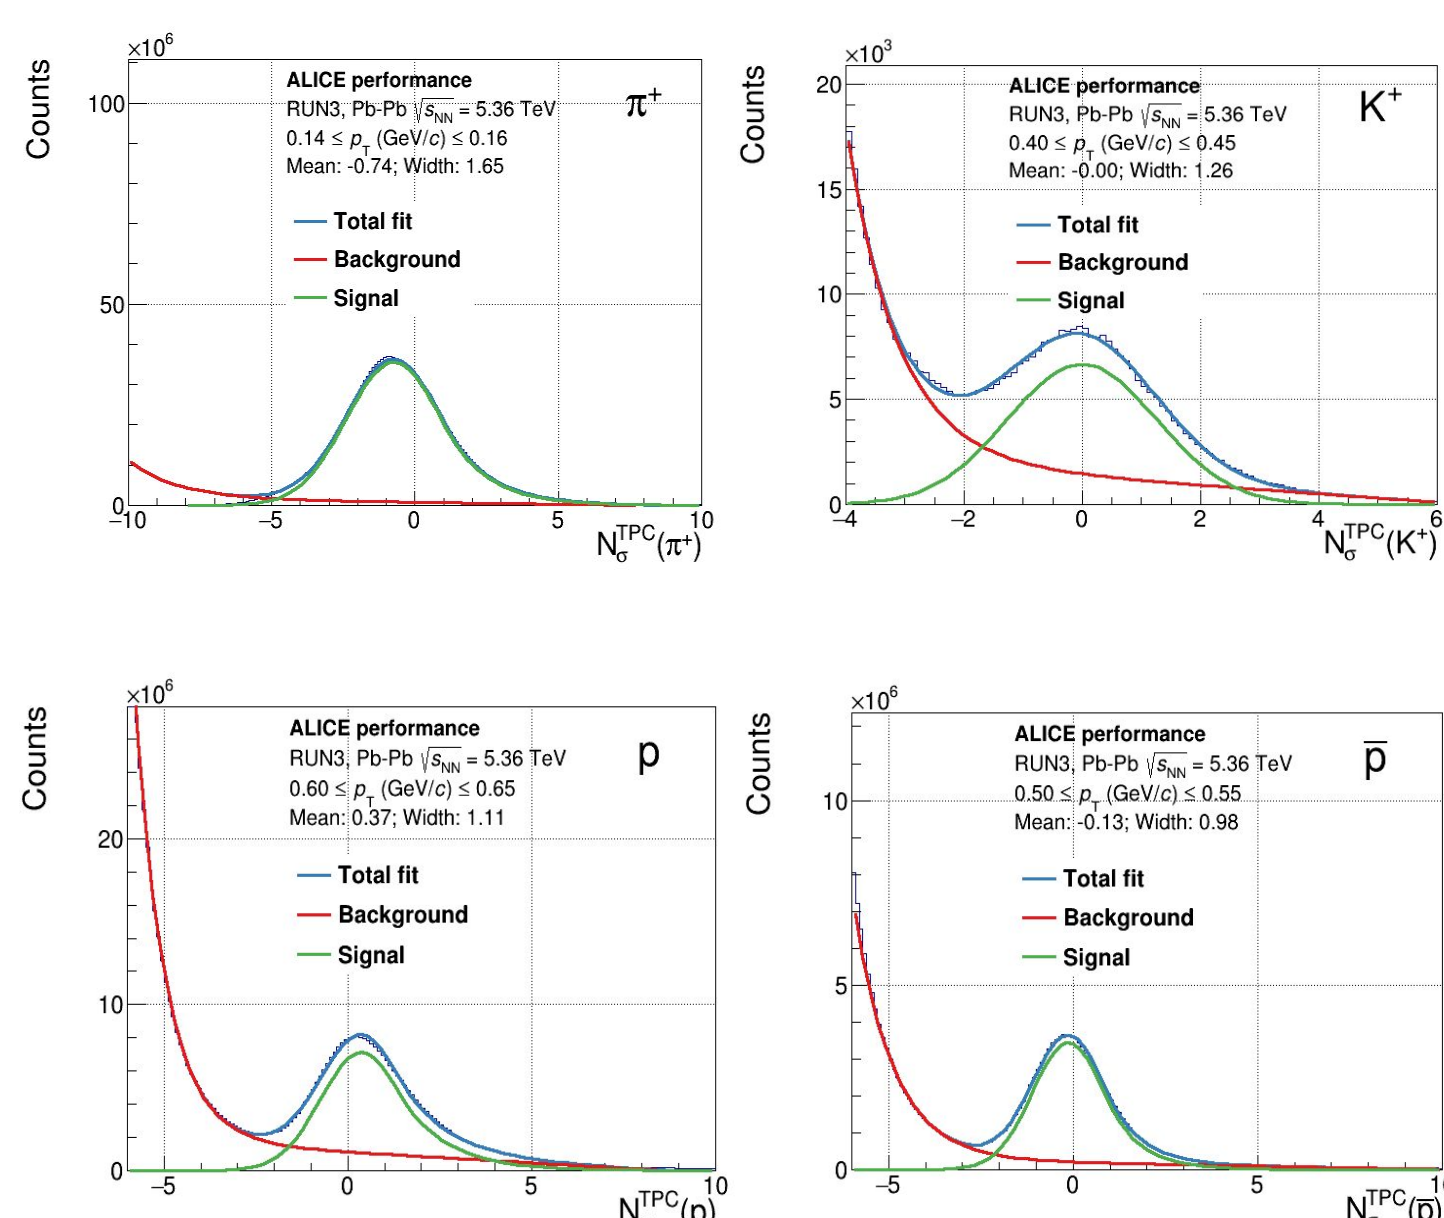 ×10⁶
Counts
100
50
0
ALICE performance
RUN3, Pb-Pb √sNN = 5.36 TeV
0.14 ≤ pT (GeV/c) ≤ 0.16
Mean: -0.74; Width: 1.65
π⁺
Total fit
Background
Signal
−10 −5 0 5 10
NσTPC(π⁺)
×10³
Counts
20
15
10
5
0
ALICE performance
RUN3, Pb-Pb √sNN = 5.36 TeV
0.40 ≤ pT (GeV/c) ≤ 0.45
Mean: -0.00; Width: 1.26
K⁺
Total fit
Background
Signal
−4 −2 0 2 4 6
NσTPC(K⁺)
×10⁶
Counts
20
10
0
ALICE performance
RUN3, Pb-Pb √sNN = 5.36 TeV
0.60 ≤ pT (GeV/c) ≤ 0.65
Mean: 0.37; Width: 1.11
p
Total fit
Background
Signal
−5 0 5 10
NTPC(p)
×10⁶
Counts
10
5
0
ALICE performance
RUN3, Pb-Pb √sNN = 5.36 TeV
0.50 ≤ pT (GeV/c) ≤ 0.55
Mean: -0.13; Width: 0.98
p̅
Total fit
Background
Signal
−5 0 5
NTPC(p̅)